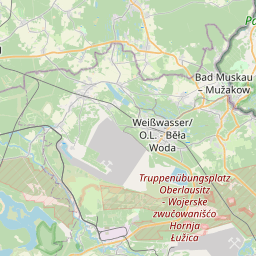 Bad Muskau
- Mužakow
Weißwasser/
O.L. - Běła
Woda
Truppenübungsplatz
Oberlausitz
- Wojerske
zwučowanišćo
Hornja
Łužica